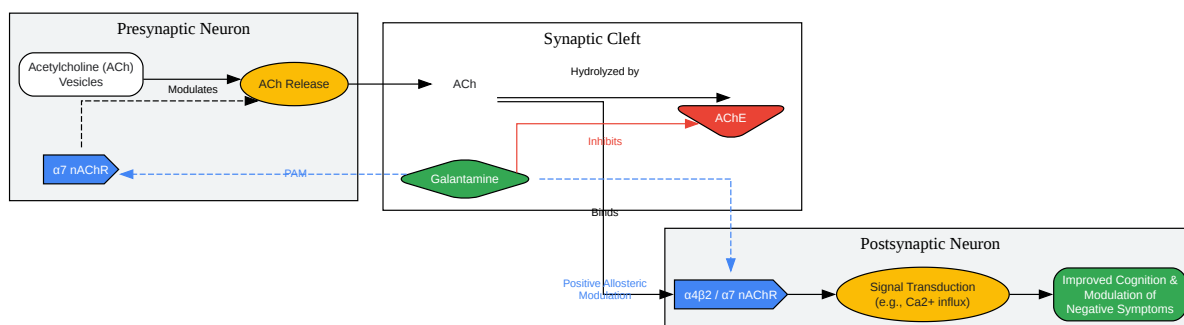 Presynaptic Neuron
Acetylcholine (ACh)
Vesicles
Modulates
ACh Release
α7 nAChR
PAM
Synaptic Cleft
ACh
Hydrolyzed by
AChE
Inhibits
Galantamine
Binds
Positive Allosteric
Modulation
Postsynaptic Neuron
α4β2 / α7 nAChR
Signal Transduction
(e.g., Ca2+ influx)
Improved Cognition &
Modulation of
Negative Symptoms